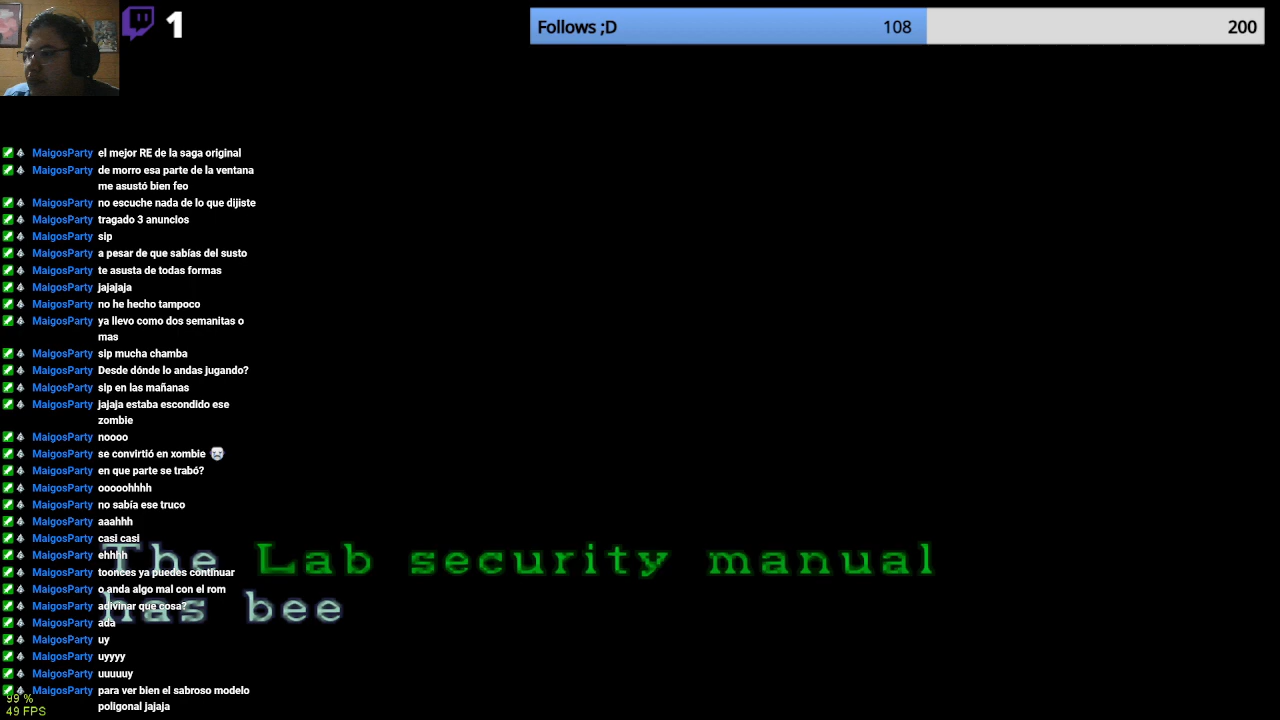 1
Follows ;D 108 200
MaigosParty el mejor RE de la saga original
MaigosParty de morro esa parte de la ventana
me asustó bien feo
MaigosParty no escuche nada de lo que dijiste
MaigosParty tragado 3 anuncios
MaigosParty sip
MaigosParty a pesar de que sabías del susto
MaigosParty te asusta de todas formas
MaigosParty jajajaja
MaigosParty no he hecho tampoco
MaigosParty ya llevo como dos semanitas o
mas
MaigosParty sip mucha chamba
MaigosParty Desde dónde lo andas jugando?
MaigosParty sip en las mañanas
MaigosParty jajaja estaba escondido ese
zombie
MaigosParty noooo
MaigosParty se convirtió en xombie
MaigosParty en que parte se trabó?
MaigosParty ooooohhhh
MaigosParty no sabía ese truco
MaigosParty aaahhh
MaigosParty casi casi
MaigosParty ehhhh
MaigosParty toonces ya puedes continuar
MaigosParty o anda algo mal con el rom
MaigosParty adivinar que cosa?
MaigosParty ada
MaigosParty uy
MaigosParty uyyyy
MaigosParty uuuuuy
MaigosParty para ver bien el sabroso modelo
poligonal jajaja
The Lab security manual
has bee
99 %
49 FPS